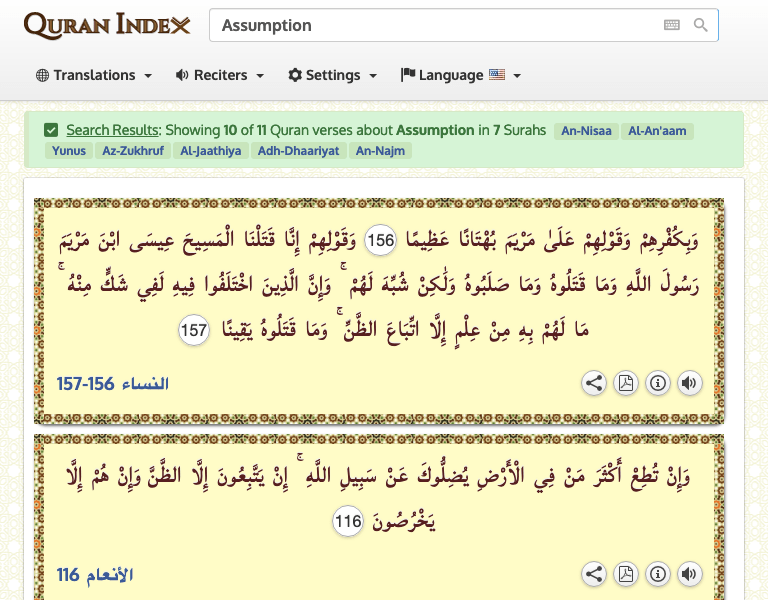 QURAN INDEX
Assumption
Translations Reciters Settings Language
Search Results: Showing 10 of 11 Quran verses about Assumption in 7 Surahs An-Nisaa Al-An'aam
Yunus Az-Zukhruf Al-Jaathiya Adh-Dhaariyat An-Najm
وَبِكُفْرِهِمْ وَقَوْلِهِمْ عَلَىٰ مَرْيَمَ بُهْتَانًا عَظِيمًا 156 وَقَوْلِهِمْ إِنَّا قَتَلْنَا الْمَسِيحَ عِيسَى ابْنَ مَرْيَمَ
رَسُولَ اللَّهِ وَمَا قَتَلُوهُ وَمَا صَلَبُوهُ وَلَٰكِنْ شُبِّهَ لَهُمْ ۚ وَإِنَّ الَّذِينَ اخْتَلَفُوا فِيهِ لَفِي شَكٍّ مِنْهُ ۚ
مَا لَهُمْ بِهِ مِنْ عِلْمٍ إِلَّا اتِّبَاعَ الظَّنِّ ۚ وَمَا قَتَلُوهُ يَقِينًا 157
النساء 156-157
وَإِنْ تُطِعْ أَكْثَرَ مَنْ فِي الْأَرْضِ يُضِلُّوكَ عَنْ سَبِيلِ اللَّهِ ۚ إِنْ يَتَّبِعُونَ إِلَّا الظَّنَّ وَإِنْ هُمْ إِلَّا
يَخْرُصُونَ 116
الأنعام 116